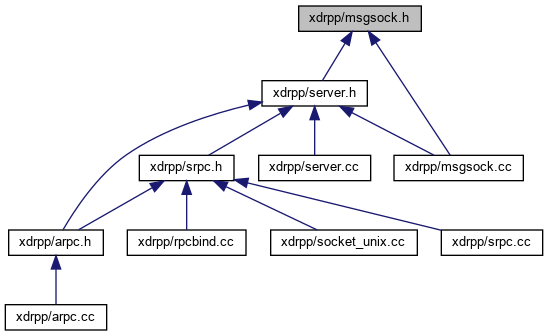 xdrpp/msgsock.h
xdrpp/server.h
xdrpp/srpc.h
xdrpp/server.cc
xdrpp/msgsock.cc
xdrpp/arpc.h
xdrpp/rpcbind.cc
xdrpp/socket_unix.cc
xdrpp/srpc.cc
xdrpp/arpc.cc